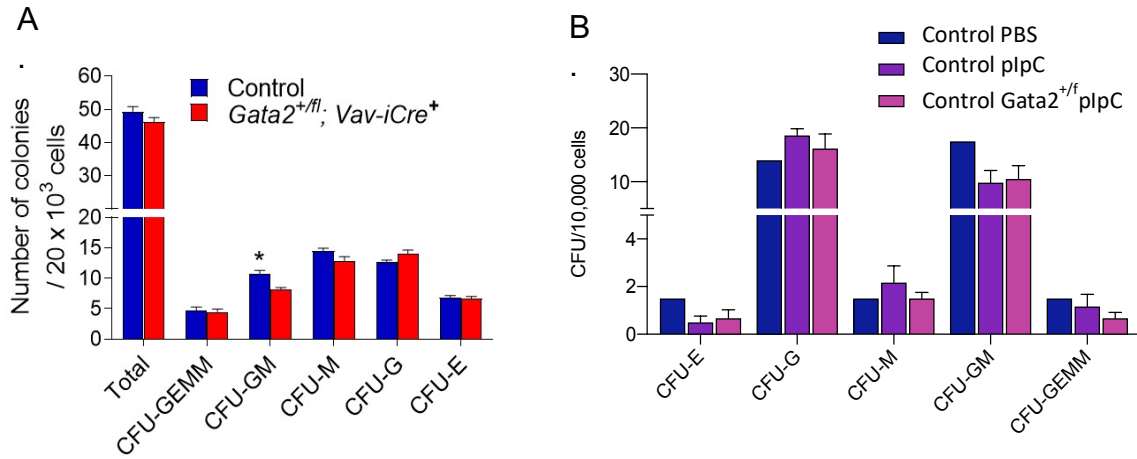 A
.
Control
Gata2+/fl; Vav-iCre+
Number of colonies
/ 20 x 10³ cells
60
50
40
30
20
15
10
5
0
*
Total
CFU-GEMM
CFU-GM
CFU-M
CFU-G
CFU-E
B
.
Control PBS
Control pIpC
Control Gata2+/f pIpC
CFU/10,000 cells
30
20
10
4
2
0
CFU-E
CFU-G
CFU-M
CFU-GM
CFU-GEMM